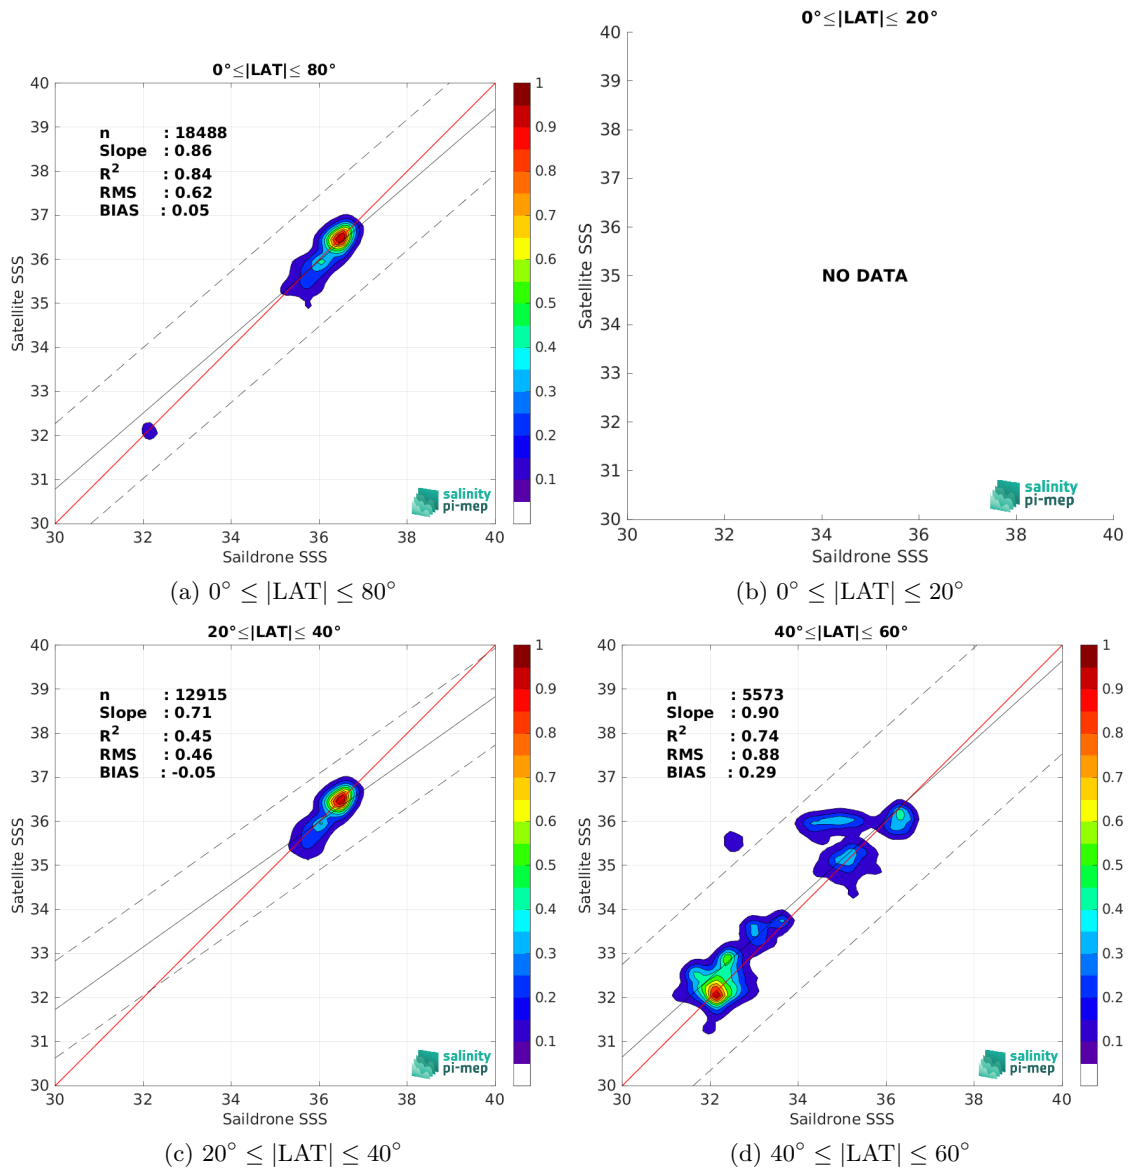 0°≤|LAT|≤ 80°
n : 18488
Slope : 0.86
R² : 0.84
RMS : 0.62
BIAS : 0.05
40
39
38
37
36
35
34
33
32
31
30
30 32 34 36 38 40
Satellite SSS
Saildrone SSS
1
0.9
0.8
0.7
0.6
0.5
0.4
0.3
0.2
0.1
salinity
pi-mep
(a) 0° ≤ |LAT| ≤ 80°
0°≤|LAT|≤ 20°
40
39
38
37
36
35
34
33
32
31
30
30 32 34 36 38 40
Satellite SSS
Saildrone SSS
NO DATA
salinity
pi-mep
(b) 0° ≤ |LAT| ≤ 20°
20°≤|LAT|≤ 40°
n : 12915
Slope : 0.71
R² : 0.45
RMS : 0.46
BIAS : -0.05
40
39
38
37
36
35
34
33
32
31
30
30 32 34 36 38 40
Satellite SSS
Saildrone SSS
1
0.9
0.8
0.7
0.6
0.5
0.4
0.3
0.2
0.1
salinity
pi-mep
(c) 20° ≤ |LAT| ≤ 40°
40°≤|LAT|≤ 60°
n : 5573
Slope : 0.90
R² : 0.74
RMS : 0.88
BIAS : 0.29
40
39
38
37
36
35
34
33
32
31
30
30 32 34 36 38 40
Satellite SSS
Saildrone SSS
1
0.9
0.8
0.7
0.6
0.5
0.4
0.3
0.2
0.1
salinity
pi-mep
(d) 40° ≤ |LAT| ≤ 60°